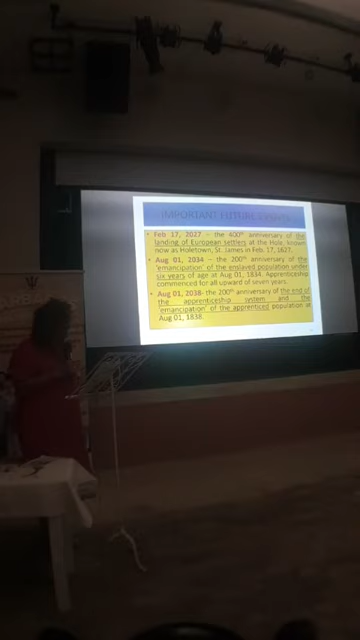 IMPORTANT FUTURE EVENTS
• Feb 17, 2027 – the 400th anniversary of the
landing of European settlers at the Hole, known
now as Holetown, St. James in Feb. 17, 1627.
• Aug 01, 2034 – the 200th anniversary of the
'emancipation' of the enslaved population under
six years of age at Aug 01, 1834. Apprenticeship
commenced for all upward of seven years.
• Aug 01, 2038- the 200th anniversary of the end of
the apprenticeship system and the
'emancipation' of the apprenticed population at
Aug 01, 1838.